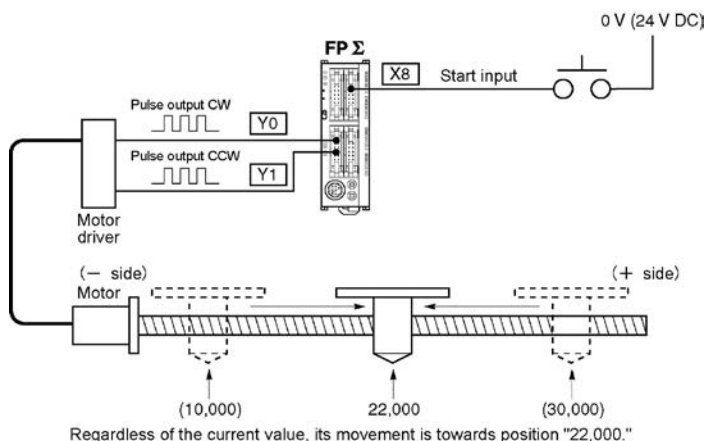 0 V (24 V DC)
FP Σ
X8
Start input
Pulse output CW
Y0
Pulse output CCW
Y1
Motor
driver
(− side)
Motor
(+ side)
(10,000)
22,000
(30,000)
Regardless of the current value, its movement is towards position "22,000."